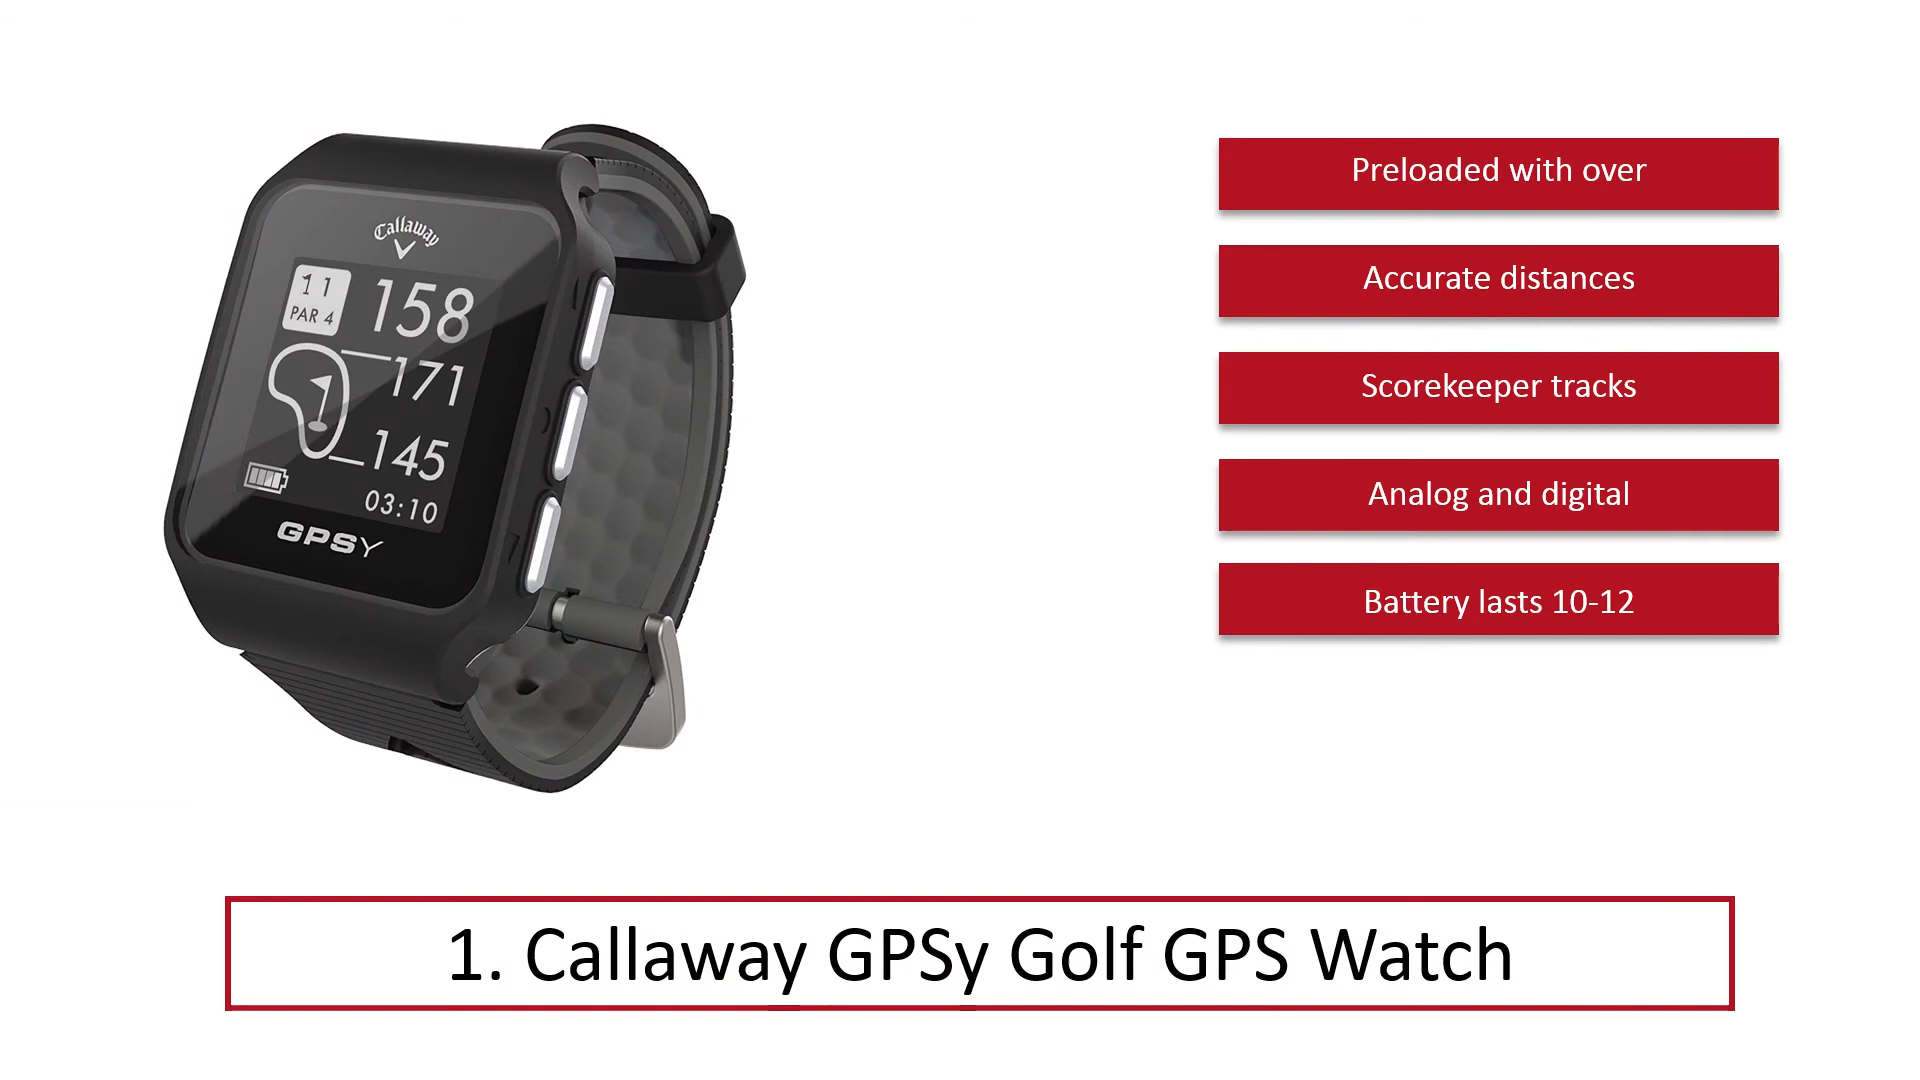 Callaway
11
PAR 4
158
171
145
03:10
GPSY
Preloaded with over
Accurate distances
Scorekeeper tracks
Analog and digital
Battery lasts 10-12
1. Callaway GPSy Golf GPS Watch